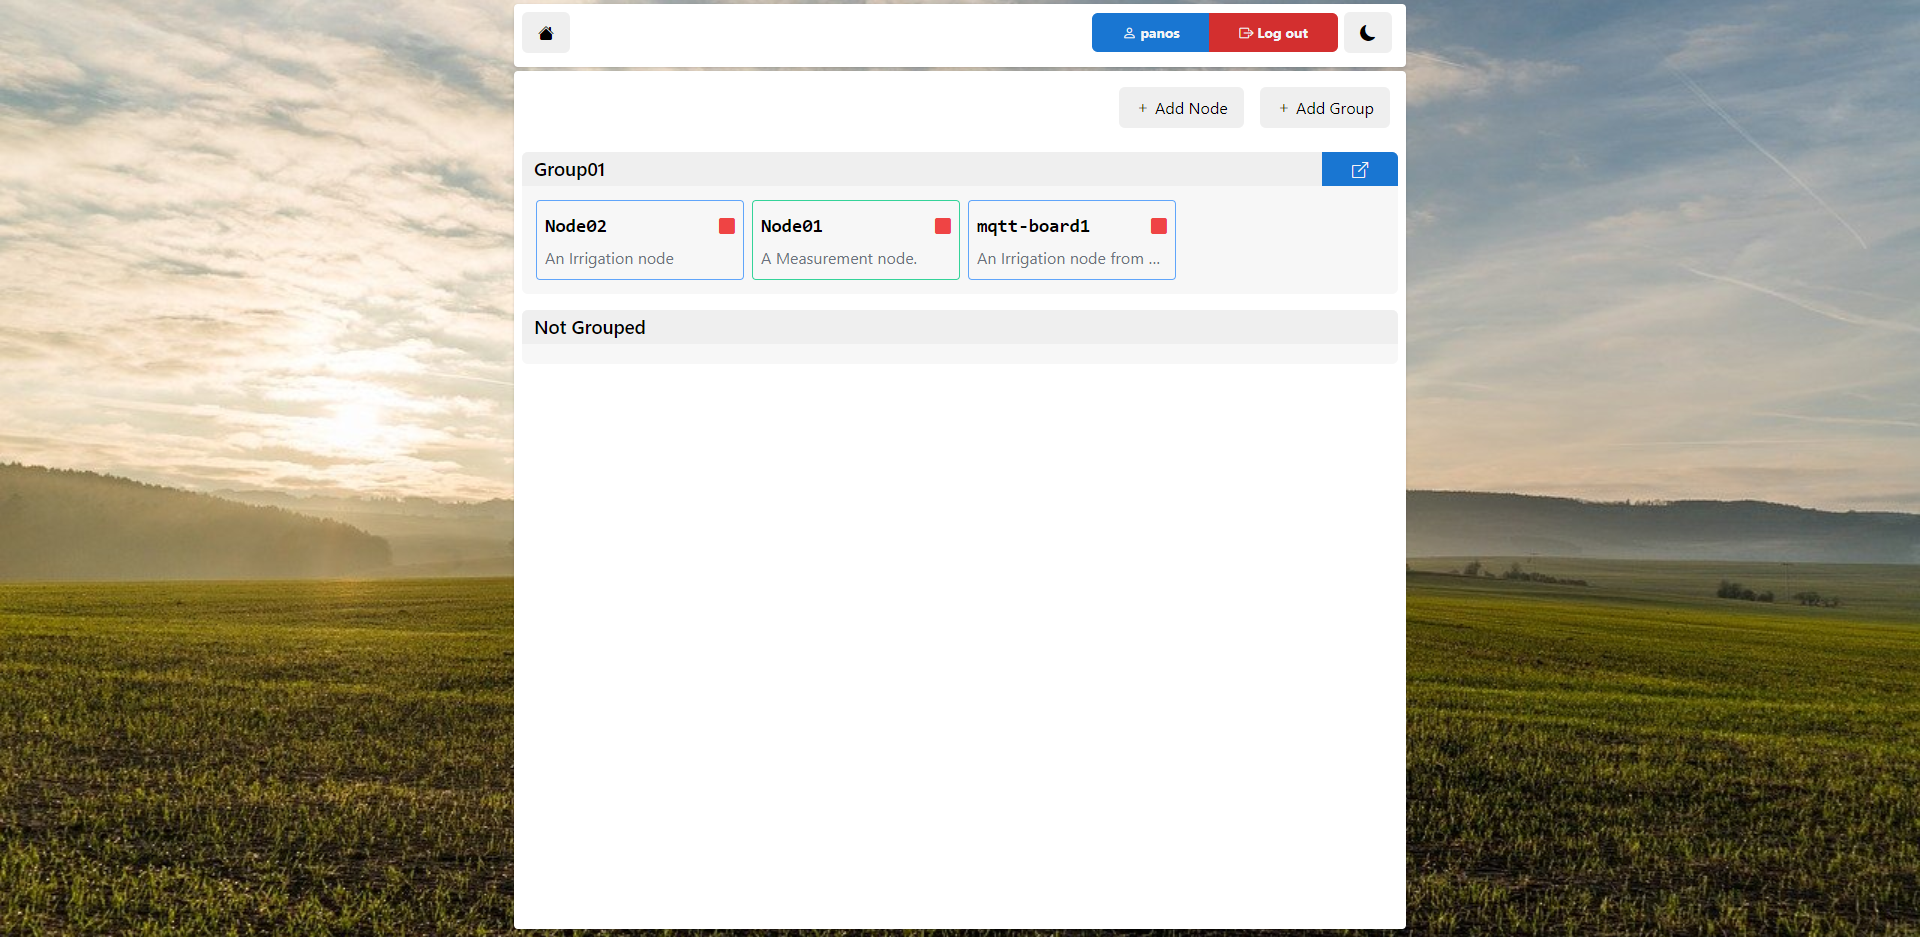 panos Log out
+ Add Node + Add Group
Group01
Node02
An Irrigation node
Node01
A Measurement node.
mqtt-board1
An Irrigation node from ...
Not Grouped